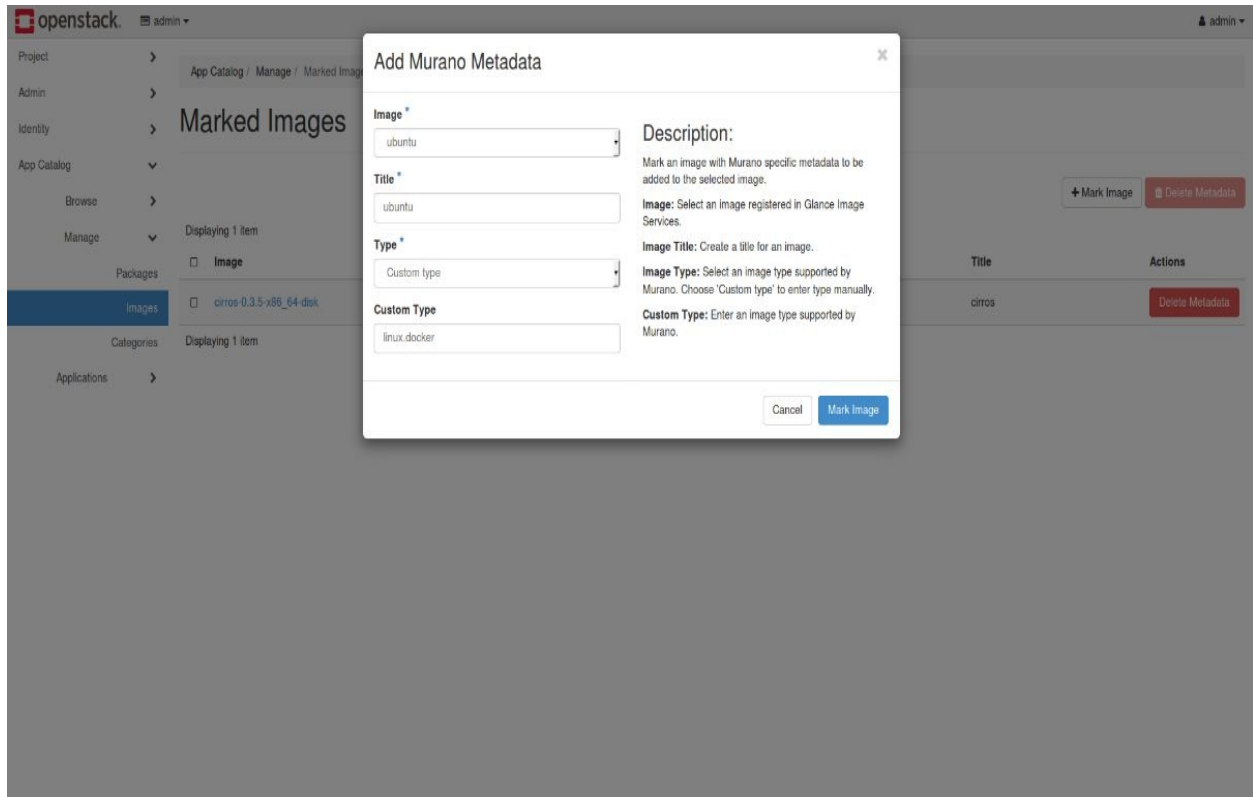 openstack. admin admin
Project
Admin
Identity
App Catalog
Browse
Manage
Packages
Images
Categories
Applications
App Catalog / Manage / Marked Imag
Marked Images
+ Mark Image Delete Metadata
Displaying 1 item
Image Title Actions
cirros-0.3.5-x86_64-disk cirros Delete Metadata
Displaying 1 item
Add Murano Metadata ×
Image *
ubuntu
Title *
ubuntu
Type *
Custom type
Custom Type
linux.docker
Description:
Mark an image with Murano specific metadata to be
added to the selected image.
Image: Select an image registered in Glance Image
Services.
Image Title: Create a title for an image.
Image Type: Select an image type supported by
Murano. Choose 'Custom type' to enter type manually.
Custom Type: Enter an image type supported by
Murano.
Cancel Mark Image